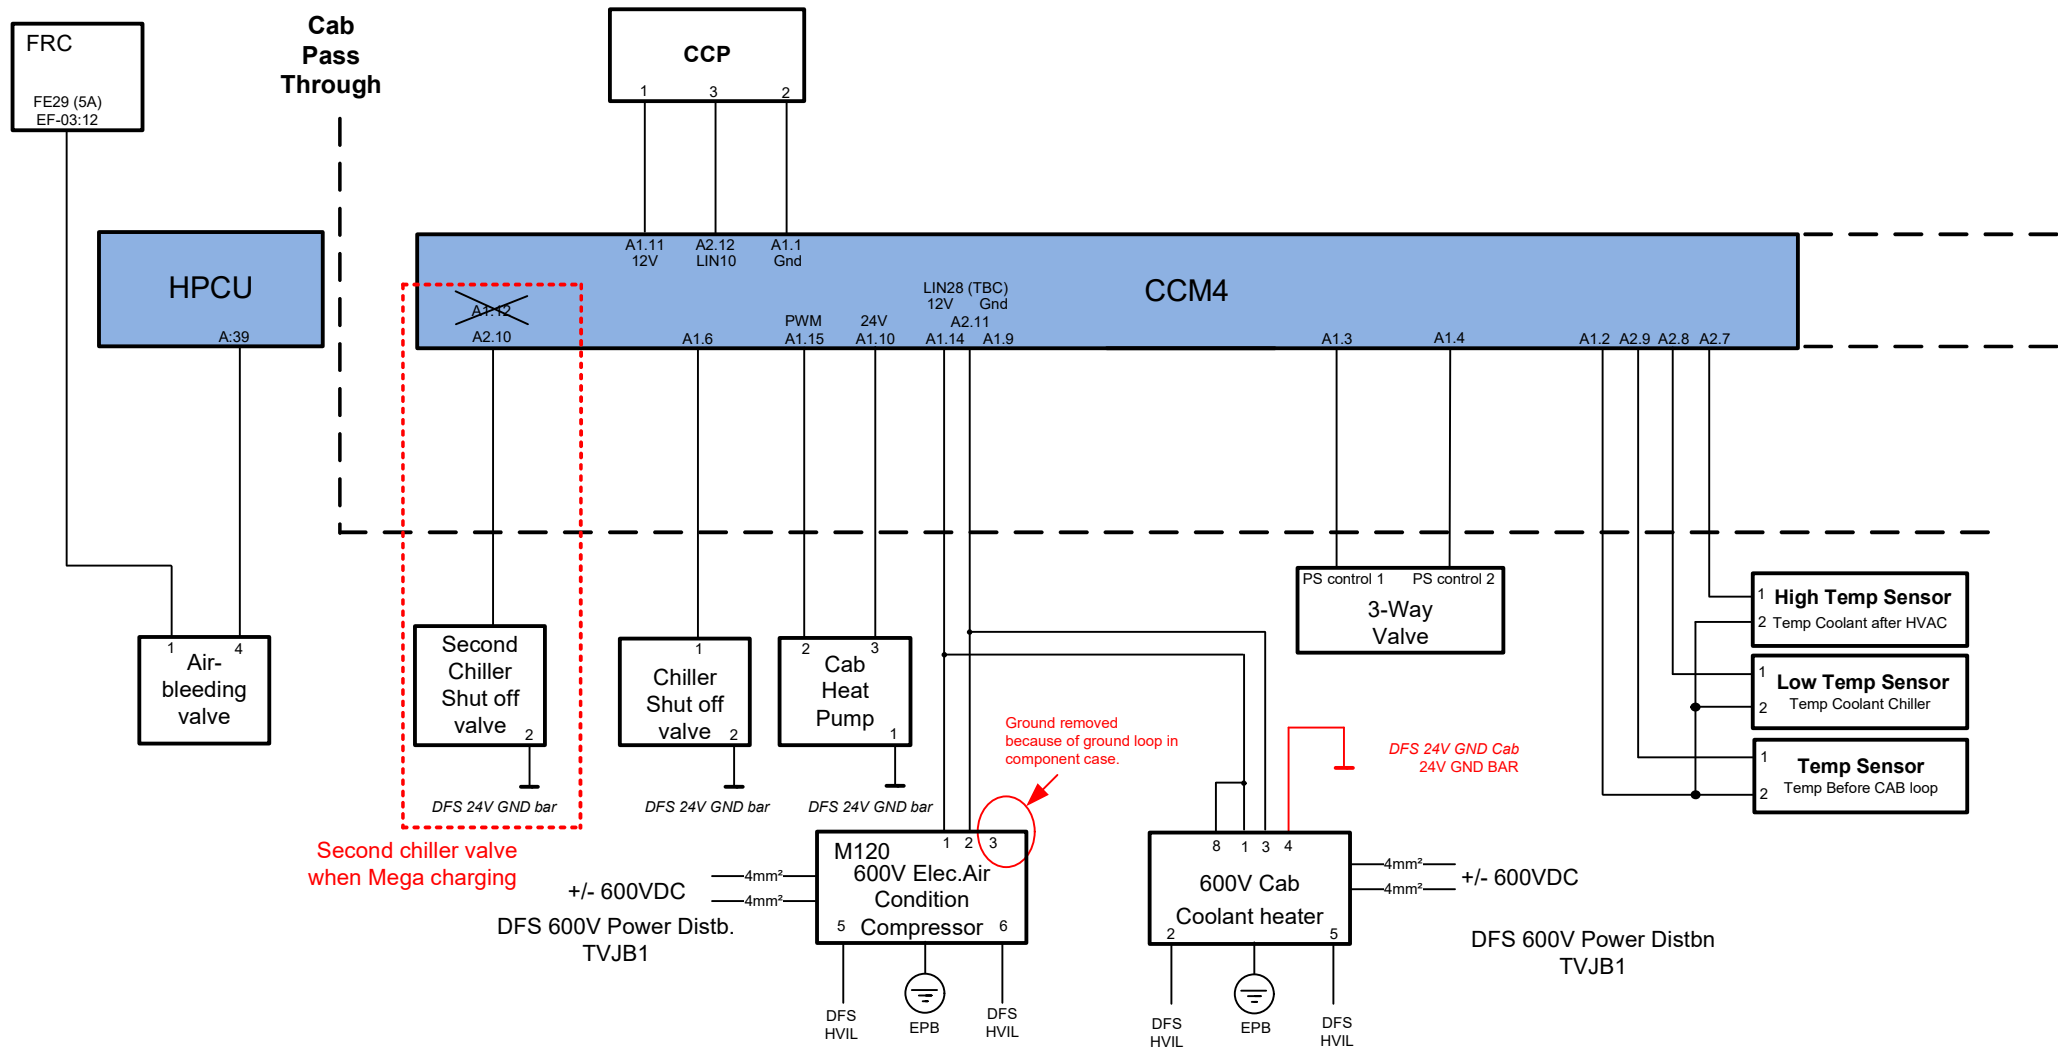 FRC
FE29 (5A)
EF-03:12
Cab
Pass
Through
CCP
1
3
2
HPCU
A:39
A1.11
12V
A2.12
LIN10
A1.1
Gnd
CCM4
A1.12
A2.10
A1.6
PWM
A1.15
24V
A1.10
LIN28 (TBC)
12V
Gnd
A2.11
A1.14
A1.9
A1.3
A1.4
A1.2
A2.9
A2.8
A2.7
1
4
Air-
bleeding
valve
Second
Chiller
Shut off
valve
2
DFS 24V GND bar
Second chiller valve
when Mega charging
1
Chiller
Shut off
valve
2
DFS 24V GND bar
2
3
Cab
Heat
Pump
1
DFS 24V GND bar
Ground removed
because of ground loop in
component case.
PS control 1
PS control 2
3-Way
Valve
DFS 24V GND Cab
24V GND BAR
1
High Temp Sensor
2
Temp Coolant after HVAC
1
Low Temp Sensor
2
Temp Coolant Chiller
1
Temp Sensor
2
Temp Before CAB loop
1
2
3
M120
600V Elec.Air
Condition
Compressor
5
6
4mm²
4mm²
+/- 600VDC
DFS 600V Power Distb.
TVJB1
DFS
HVIL
EPB
DFS
HVIL
8
1
3
4
600V Cab
Coolant heater
2
5
4mm²
4mm²
+/- 600VDC
DFS 600V Power Distbn
TVJB1
DFS
HVIL
EPB
DFS
HVIL